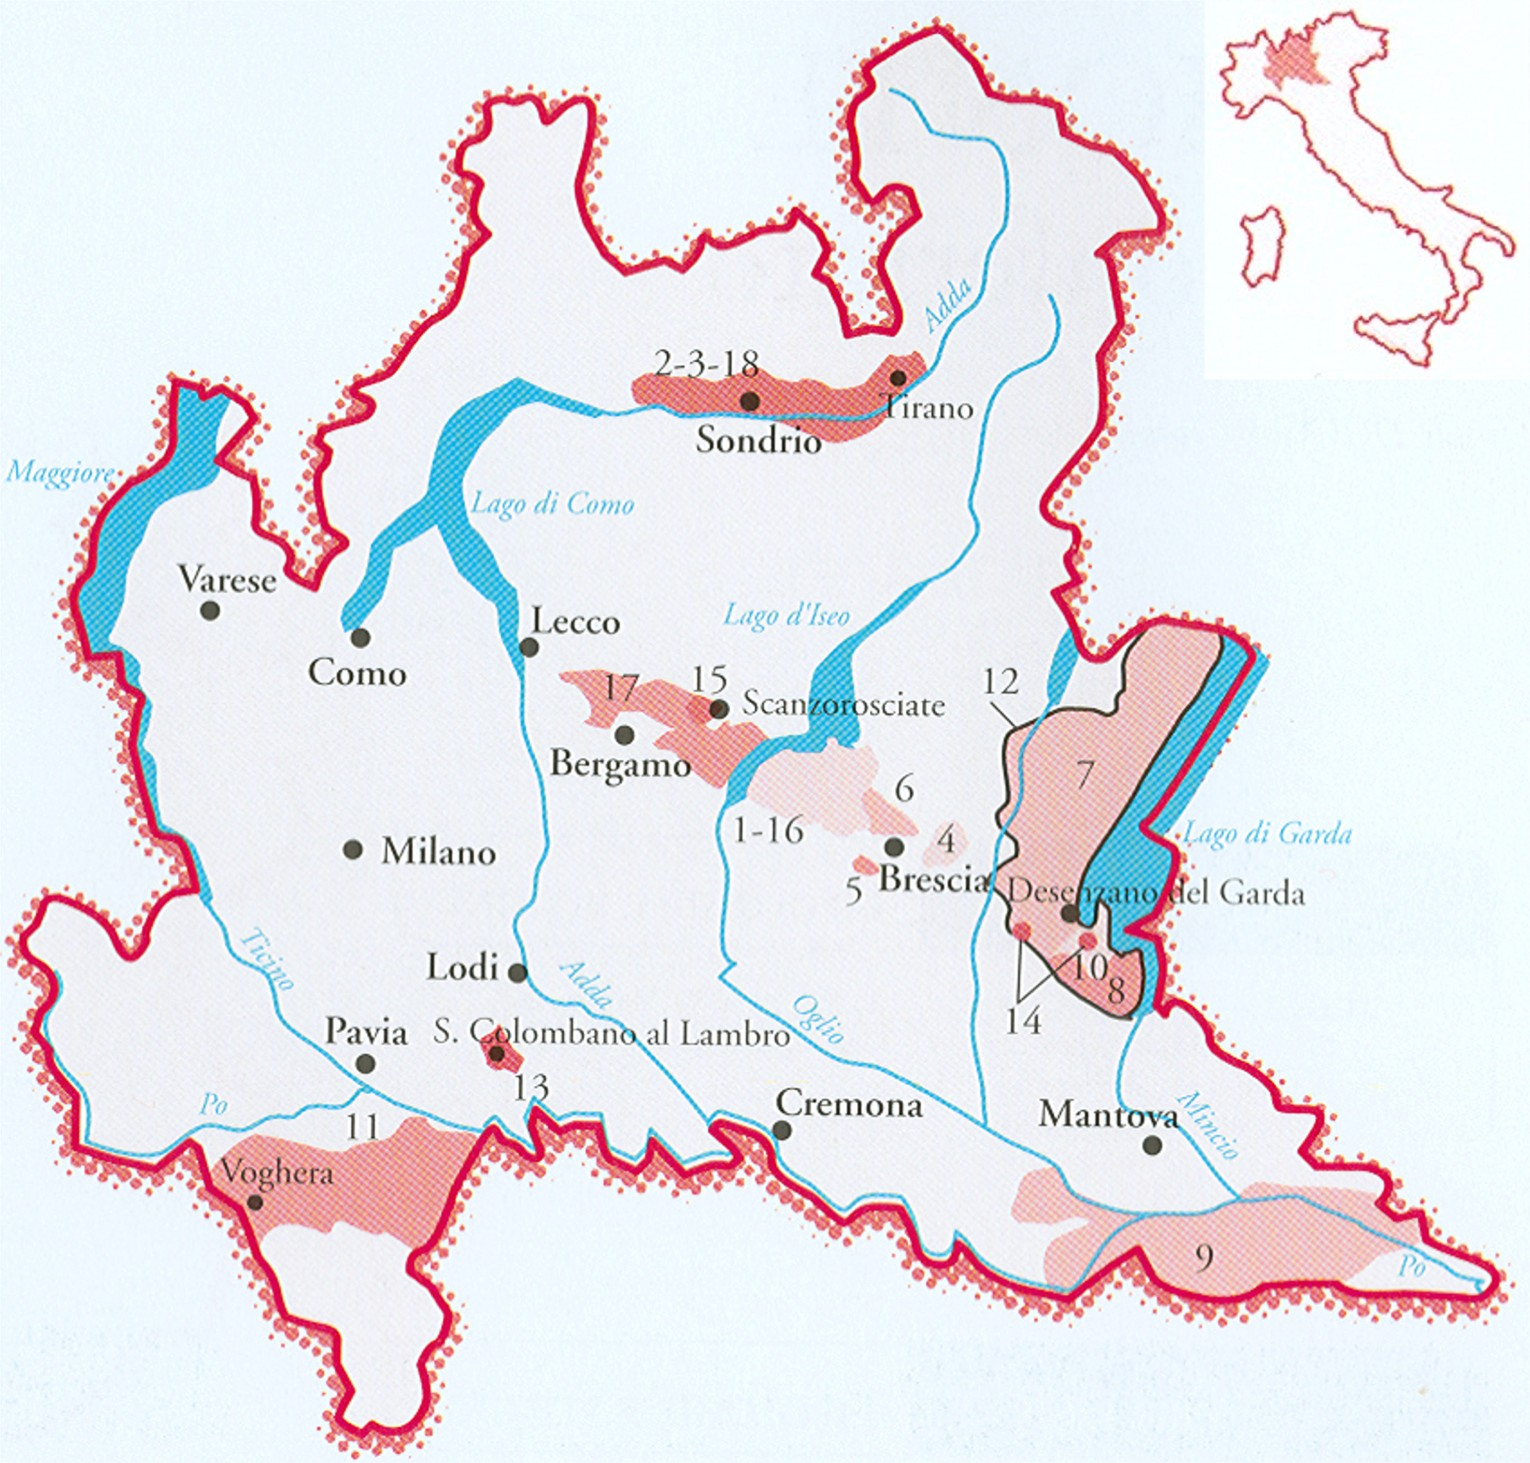 Adda
2-3-18
Tirano
Sondrio
Maggiore
Lago di Como
Varese
Lago d'Iseo
Lecco
Como
12
17
15
Scanzorosciate
Bergamo
7
6
1-16
4
Lago di Garda
Milano
5
Brescia
Desenzano del Garda
Ticino
Lodi
Adda
10
8
Oglio
14
Pavia
S. Colombano al Lambro
13
Po
11
Cremona
Mantova
Mincio
Voghera
9
Po